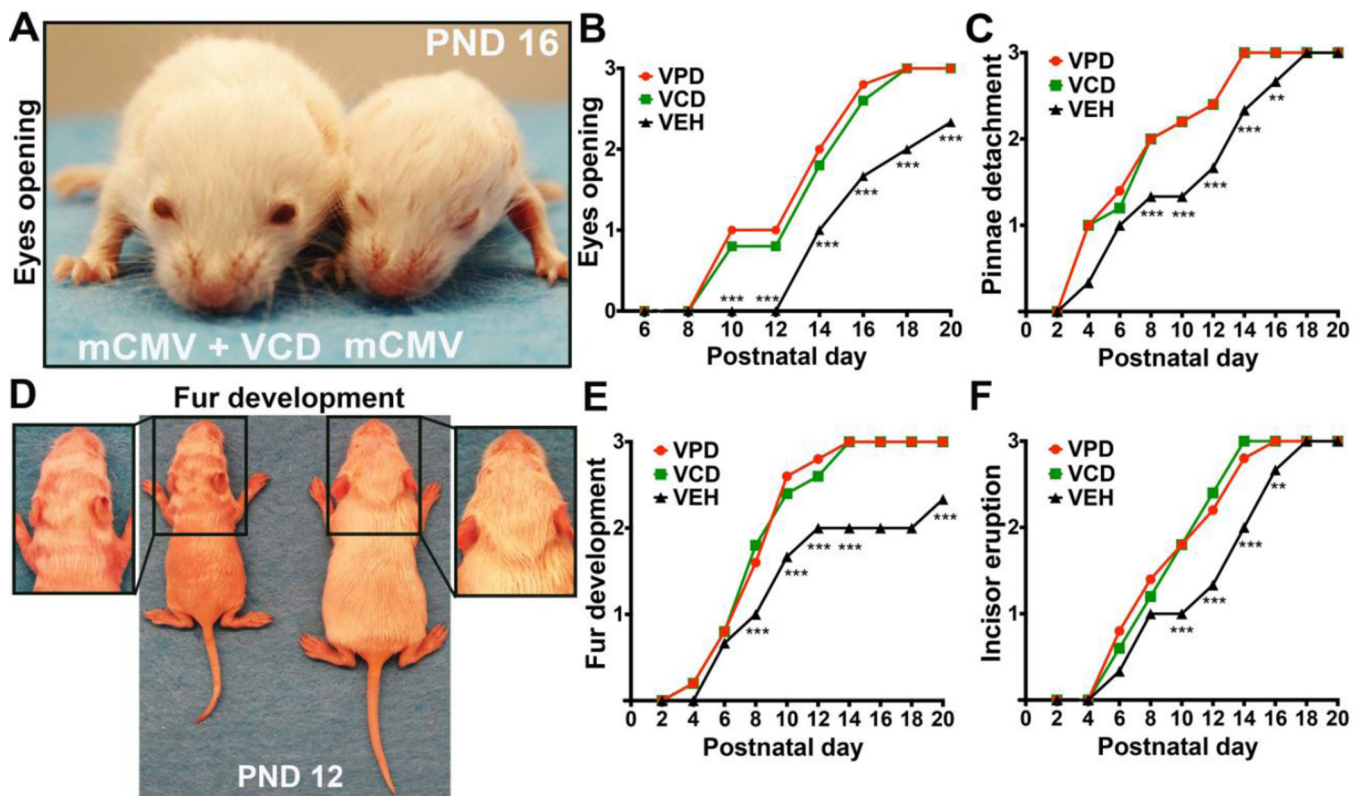 A
PND 16
Eyes opening
mCMV + VCD mCMV
B
Eyes opening
3
2
1
0
VPD
VCD
VEH
***
***
***
***
***
***
6 8 10 12 14 16 18 20
Postnatal day
C
Pinnae detachment
3
2
1
VPD
VCD
VEH
***
***
***
***
**
0 2 4 6 8 10 12 14 16 18 20
Postnatal day
D
Fur development
PND 12
E
Fur development
3
2
1
VPD
VCD
VEH
***
***
***
***
***
0 2 4 6 8 10 12 14 16 18 20
Postnatal day
F
Incisor eruption
3
2
1
VPD
VCD
VEH
***
***
***
**
0 2 4 6 8 10 12 14 16 18 20
Postnatal day